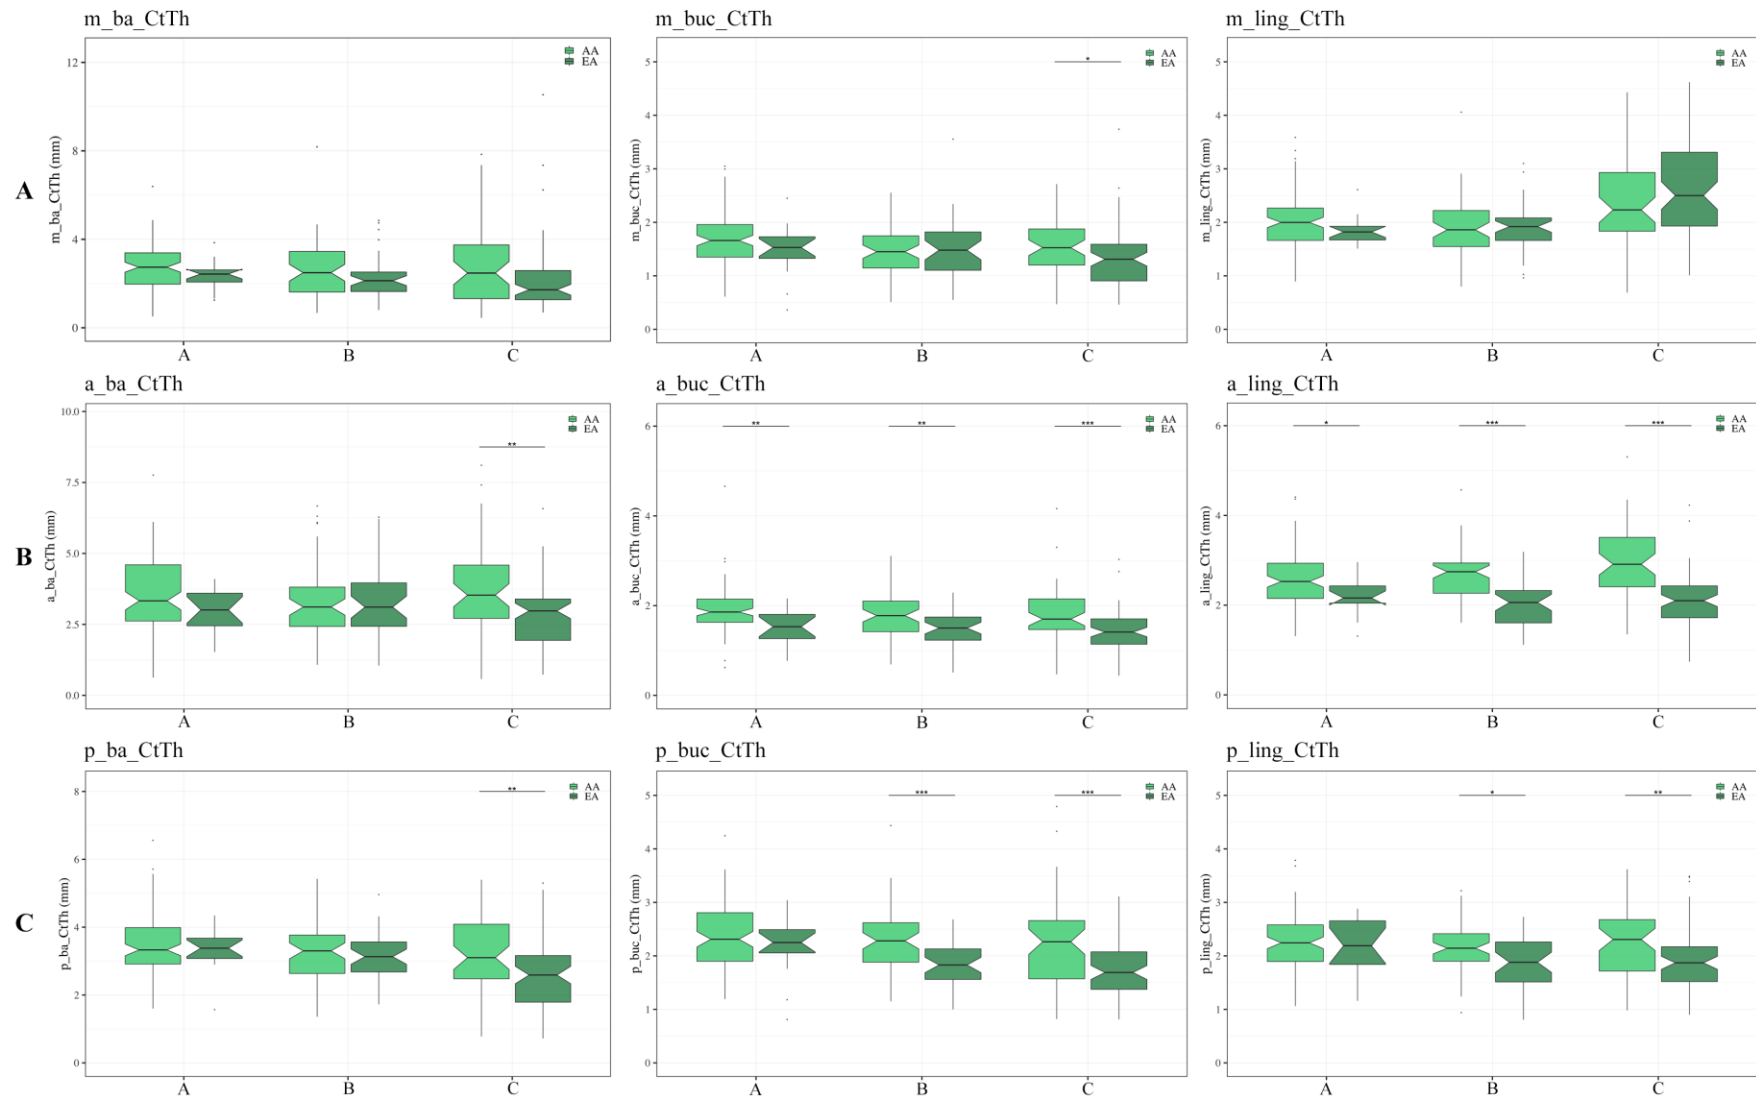 m_ba_CtTh
m_buc_CtTh
m_ling_CtTh
A
m_ba_CtTh (mm)
12
8
4
0
AA
EA
A
B
C
m_buc_CtTh (mm)
5
4
3
2
1
0
*
AA
EA
A
B
C
m_ling_CtTh (mm)
5
4
3
2
1
0
AA
EA
A
B
C
a_ba_CtTh
a_buc_CtTh
a_ling_CtTh
B
a_ba_CtTh (mm)
10.0
7.5
5.0
2.5
0.0
**
AA
EA
A
B
C
a_buc_CtTh (mm)
6
4
2
0
**
**
***
AA
EA
A
B
C
a_ling_CtTh (mm)
6
4
2
0
*
***
***
AA
EA
A
B
C
p_ba_CtTh
p_buc_CtTh
p_ling_CtTh
C
p_ba_CtTh (mm)
8
6
4
2
0
**
AA
EA
A
B
C
p_buc_CtTh (mm)
5
4
3
2
1
0
***
***
AA
EA
A
B
C
p_ling_CtTh (mm)
5
4
3
2
1
0
*
**
AA
EA
A
B
C